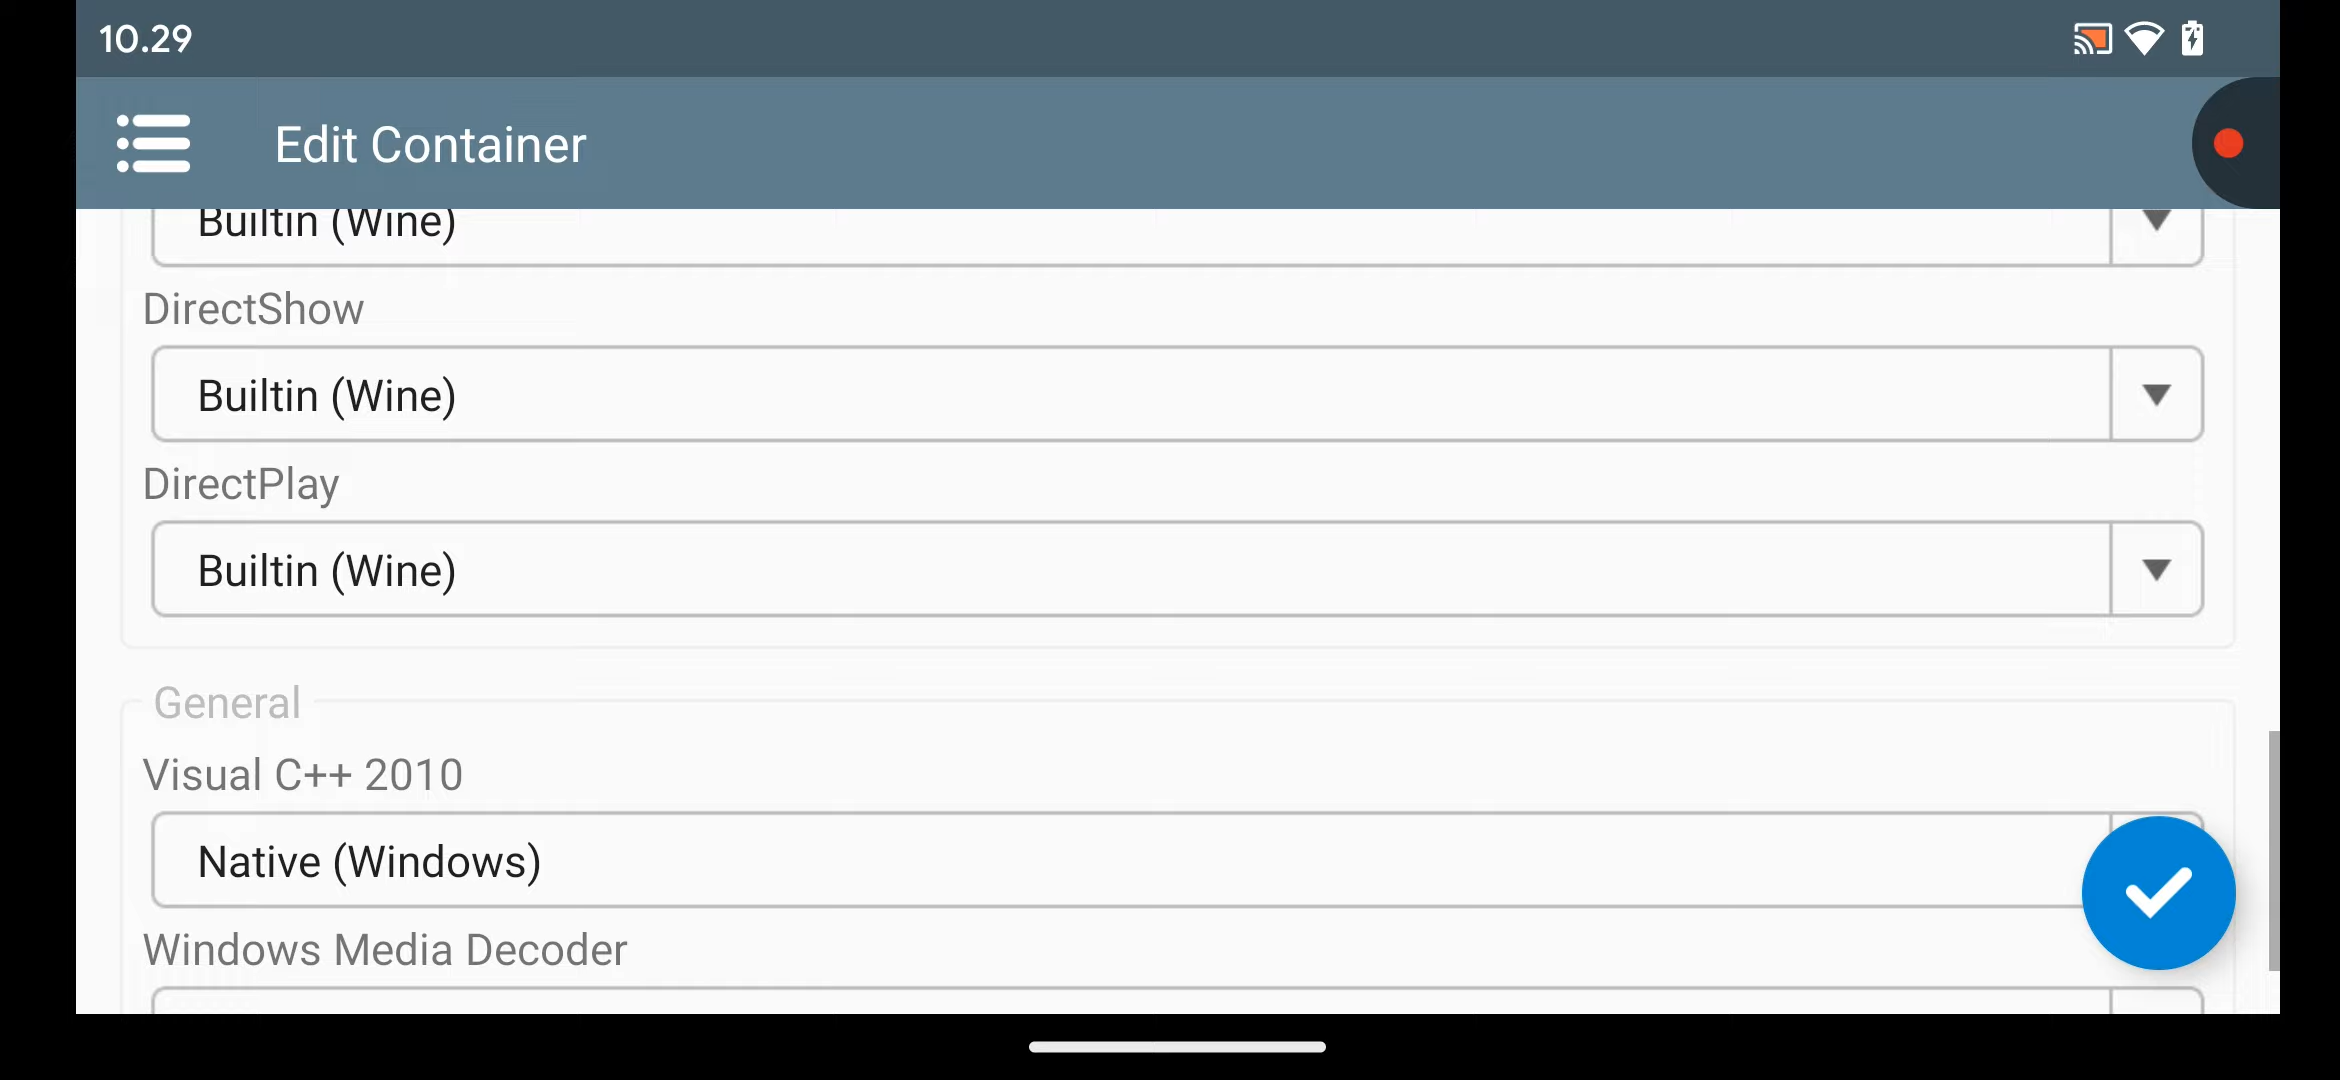 10.29
Edit Container
Builtin (Wine)
DirectShow
Builtin (Wine)
DirectPlay
Builtin (Wine)
General
Visual C++ 2010
Native (Windows)
Windows Media Decoder